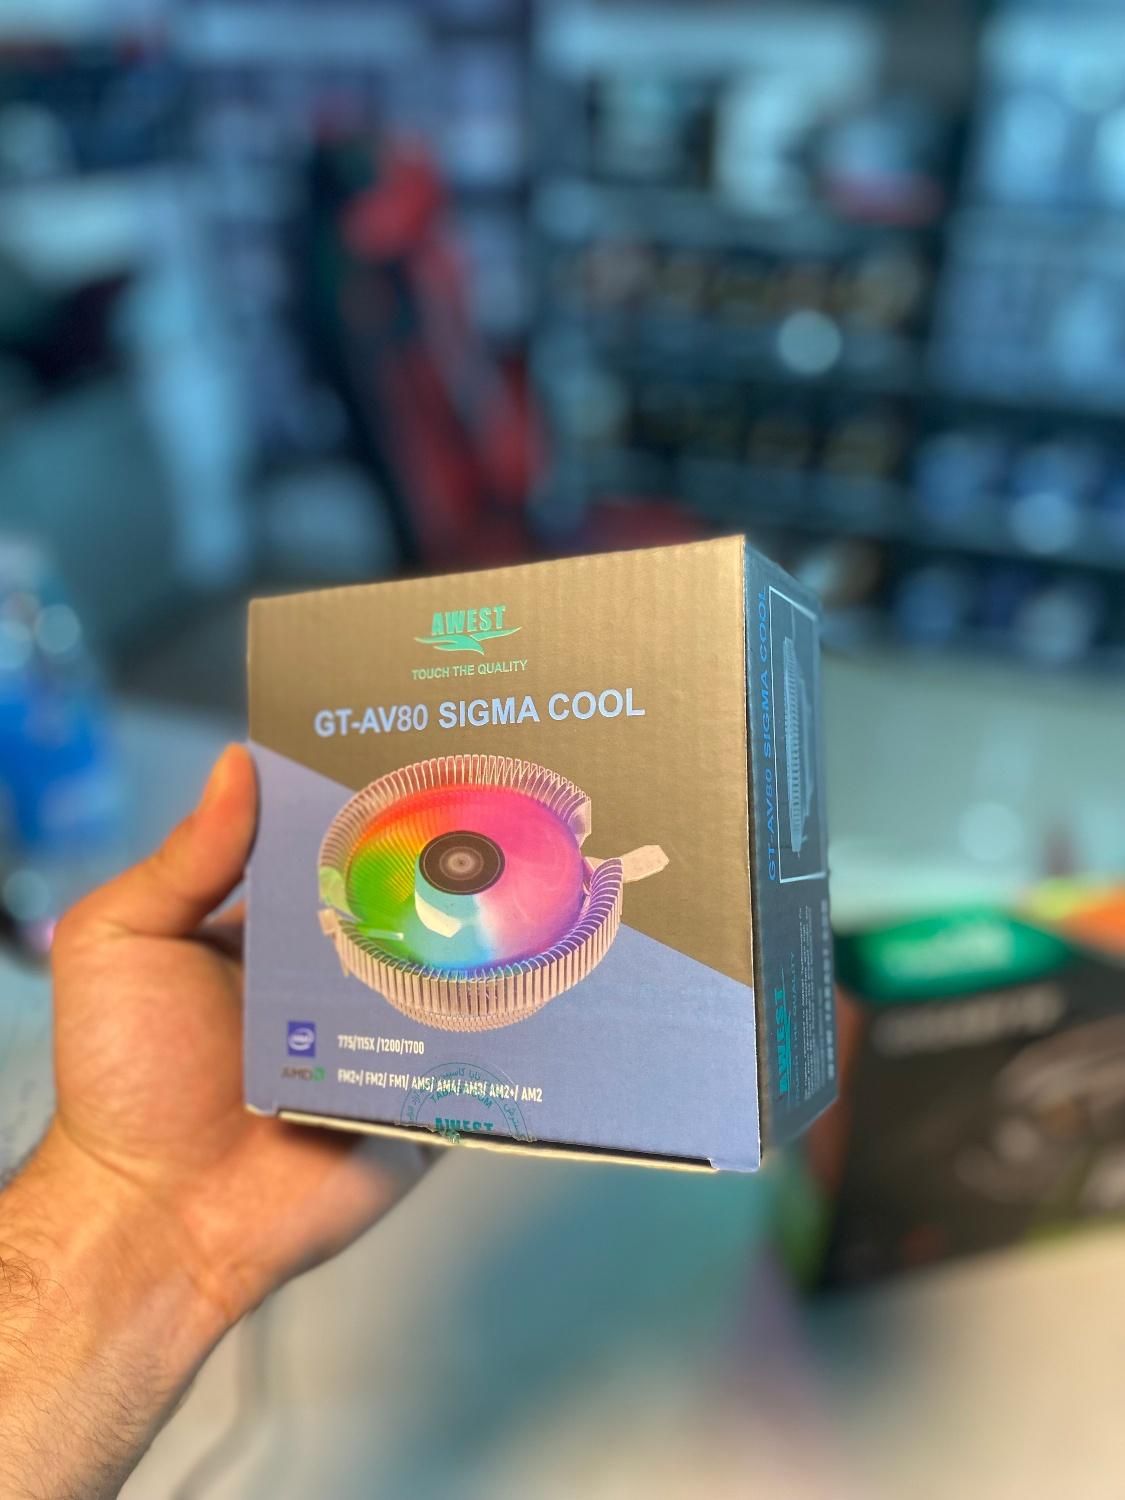 AWEST
TOUCH THE QUALITY
GT-AV80 SIGMA COOL
intel
775/115X /1200/1700
AMD
FM2+/ FM2/ FM1/ AM5/ AM4/ AM3/ AM2+/ AM2
AWEST
GT-AV80 SIGMA COOL
AWEST